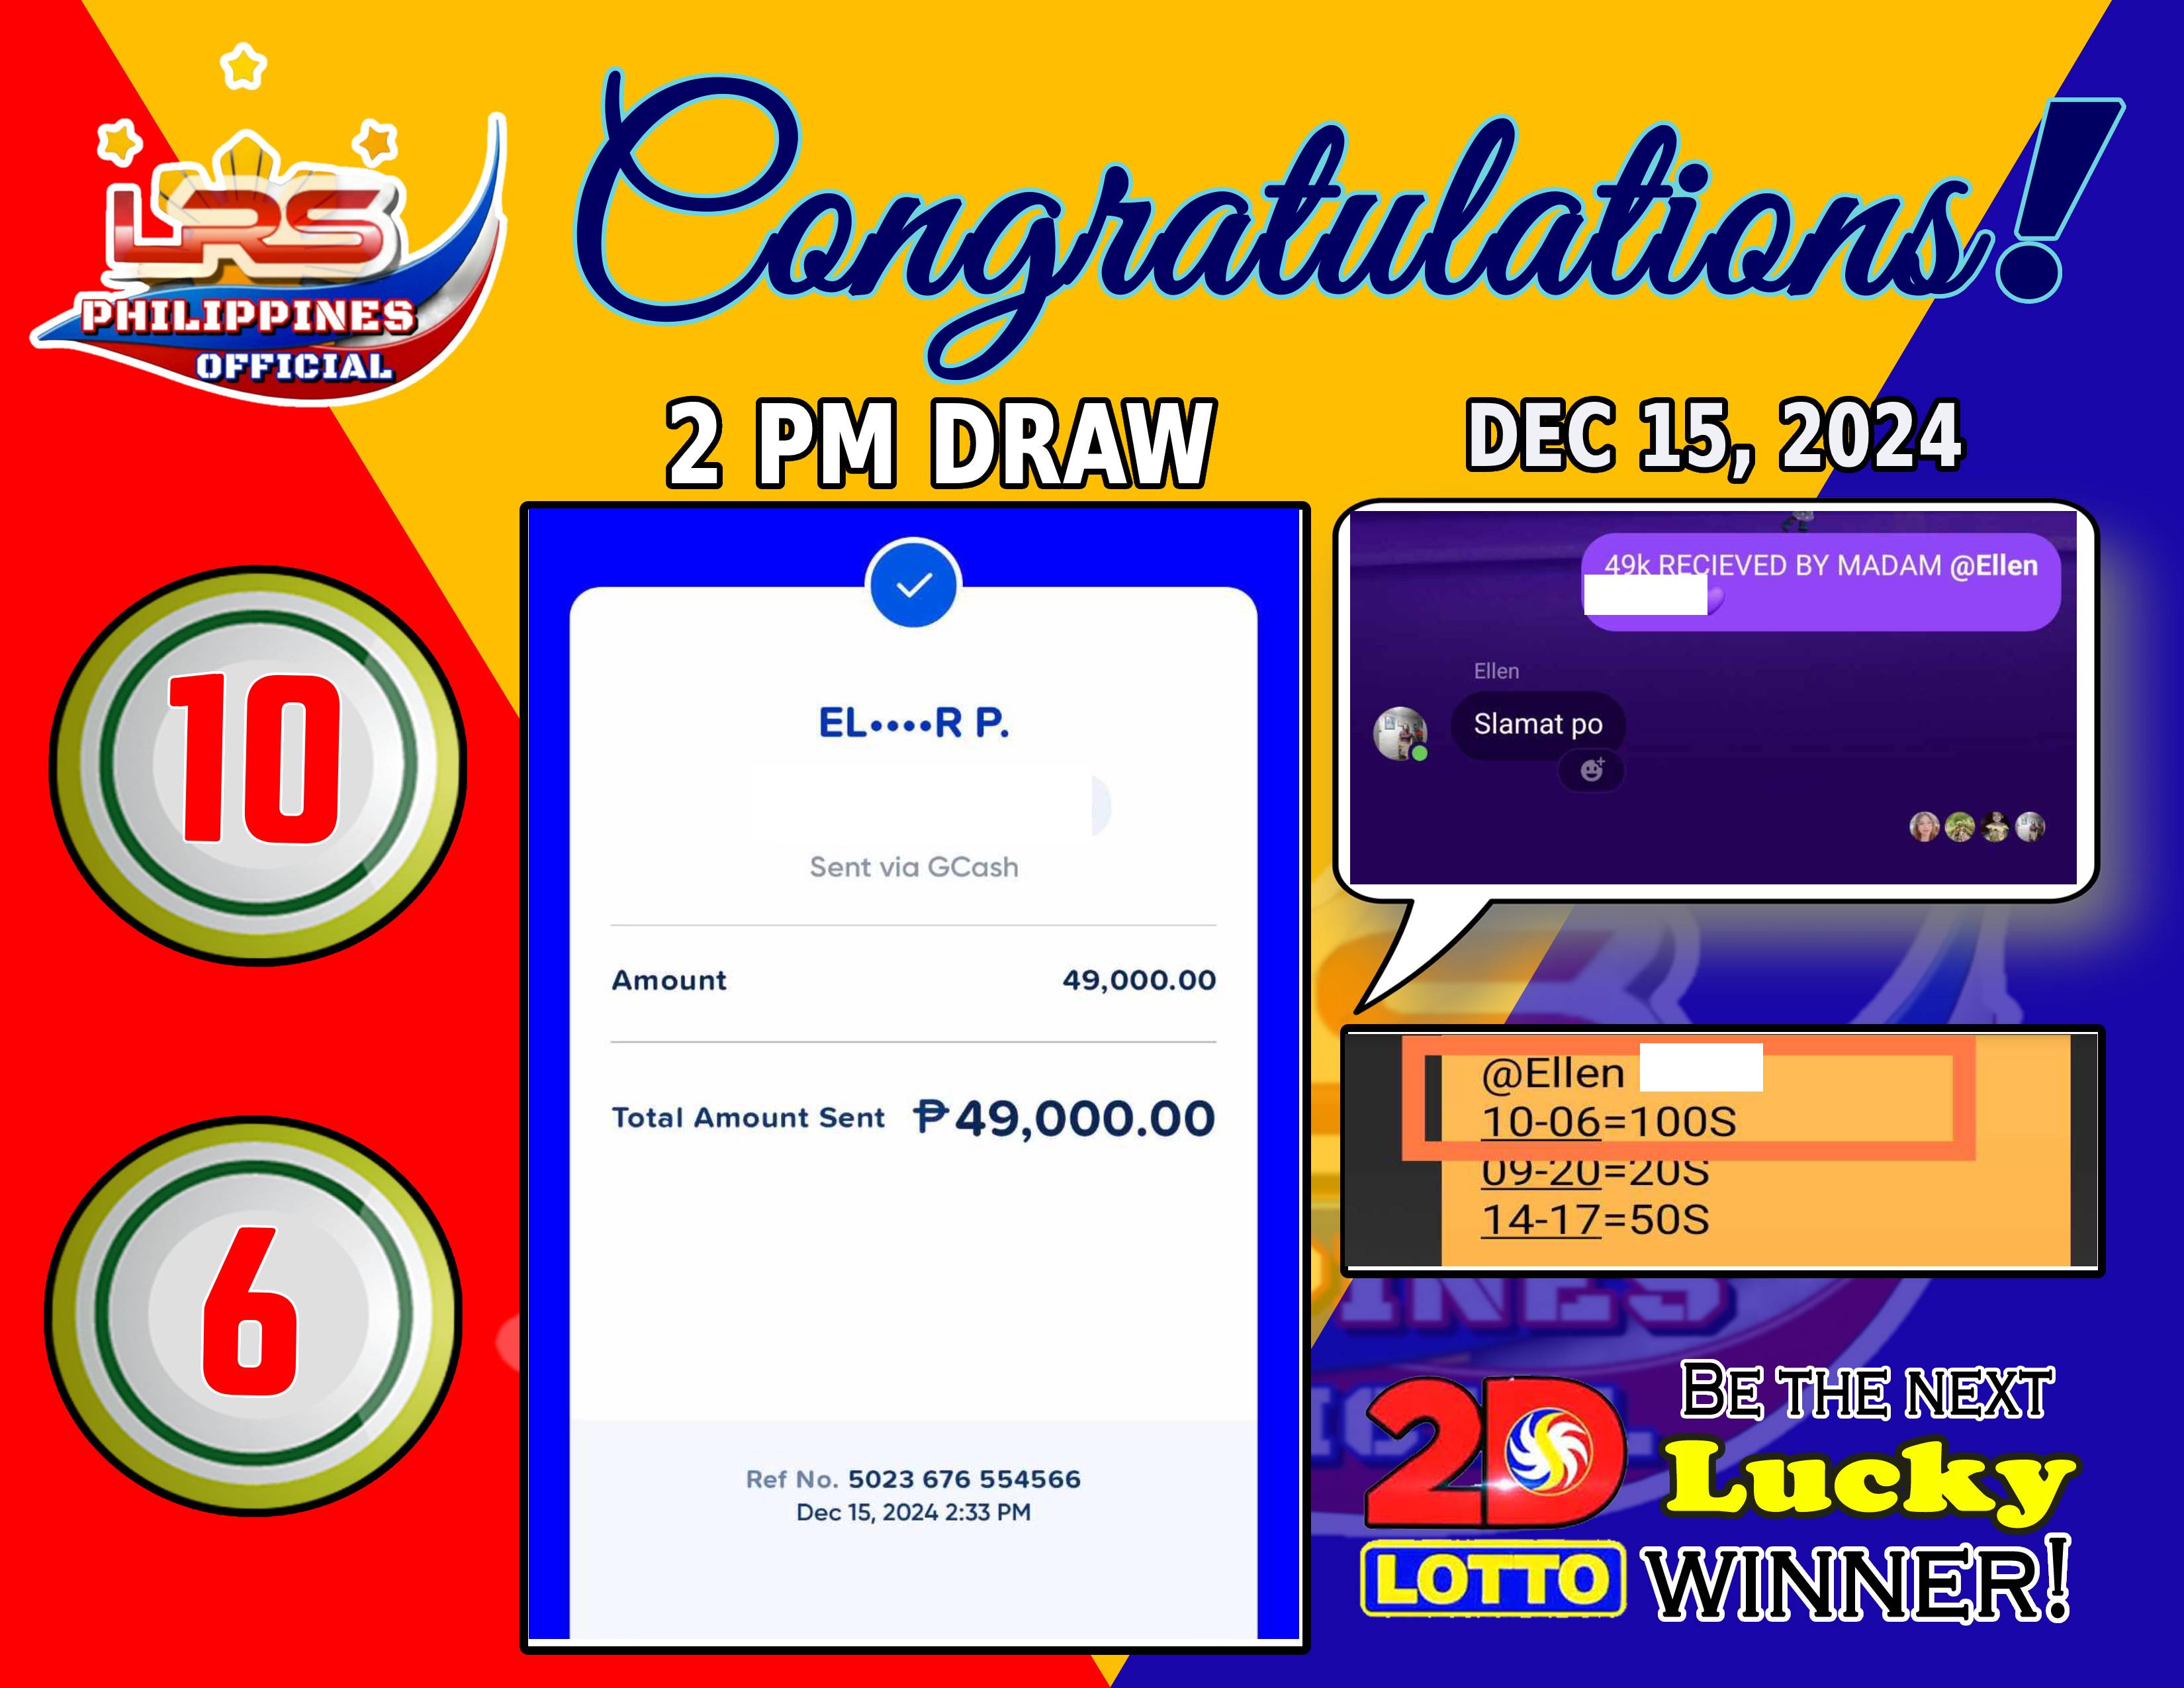 LRS
PHILIPPINES
OFFICIAL
Congratulations!
2 PM DRAW
DEC 15, 2024
10
6
EL••••R P.
Sent via GCash
Amount 49,000.00
Total Amount Sent ₱49,000.00
Ref No. 5023 676 554566
Dec 15, 2024 2:33 PM
49k RECIEVED BY MADAM @Ellen
Ellen
Slamat po
@Ellen
10-06=100S
09-20=20S
14-17=50S
2D
LOTTO
BE THE NEXT
Lucky
WINNER!